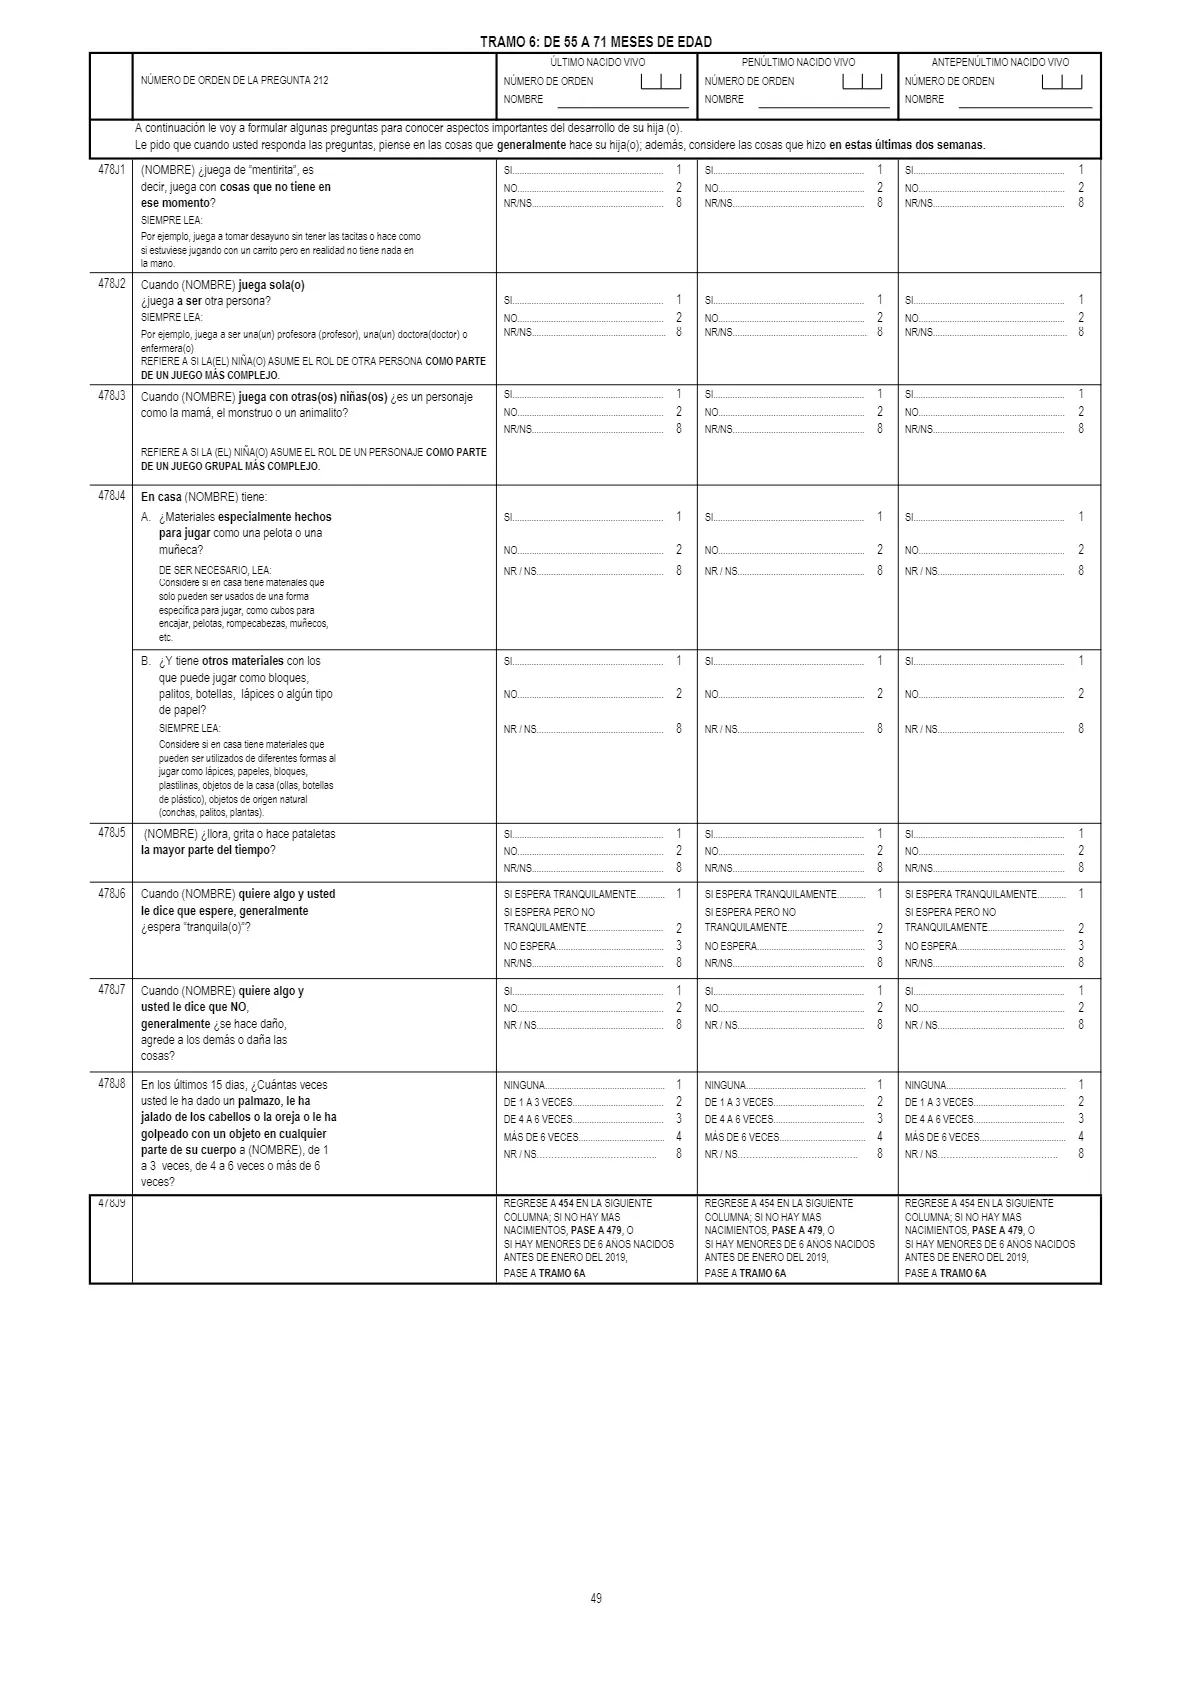 TRAMO 6: DE 55 A 71 MESES DE EDAD
NÚMERO DE ORDEN DE LA PREGUNTA 212
ÚLTIMO NACIDO VIVO
NÚMERO DE ORDEN
NOMBRE
PENÚLTIMO NACIDO VIVO
NÚMERO DE ORDEN
NOMBRE
ANTEPENÚLTIMO NACIDO VIVO
NÚMERO DE ORDEN
NOMBRE
A continuación le voy a formular algunas preguntas para conocer aspectos importantes del desarrollo de su hija (o).
Le pido que cuando usted responda las preguntas, piense en las cosas que generalmente hace su hija(o); además, considere las cosas que hizo en estas últimas dos semanas.
478J1
(NOMBRE) ¿juega de “mentirita”, es
decir, juega con cosas que no tiene en
ese momento?
SIEMPRE LEA:
Por ejemplo, juega a tomar desayuno sin tener las tacitas o hace como
si estuviese jugando con un carrito pero en realidad no tiene nada en
la mano.
SI 1 SI 1 SI 1
NO 2 NO 2 NO 2
NR/NS 8 NR/NS 8 NR/NS 8
478J2
Cuando (NOMBRE) juega sola(o)
¿juega a ser otra persona?
SIEMPRE LEA:
Por ejemplo, juega a ser una(un) profesora (profesor), una(un) doctora(doctor) o
enfermera(o)
REFIERE A SI LA(EL) NIÑA(O) ASUME EL ROL DE OTRA PERSONA COMO PARTE
DE UN JUEGO MÁS COMPLEJO.
SI 1 SI 1 SI 1
NO 2 NO 2 NO 2
NR/NS 8 NR/NS 8 NR/NS 8
478J3
Cuando (NOMBRE) juega con otras(os) niñas(os) ¿es un personaje
como la mamá, el monstruo o un animalito?
REFIERE A SI LA (EL) NIÑA(O) ASUME EL ROL DE UN PERSONAJE COMO PARTE
DE UN JUEGO GRUPAL MÁS COMPLEJO.
SI 1 SI 1 SI 1
NO 2 NO 2 NO 2
NR/NS 8 NR/NS 8 NR/NS 8
478J4
En casa (NOMBRE) tiene:
A. ¿Materiales especialmente hechos
para jugar como una pelota o una
muñeca?
DE SER NECESARIO, LEA:
Considere si en casa tiene materiales que
solo pueden ser usados de una forma
específica para jugar, como cubos para
encajar, pelotas, rompecabezas, muñecos,
etc.
SI 1 SI 1 SI 1
NO 2 NO 2 NO 2
NR / NS 8 NR / NS 8 NR / NS 8
B. ¿Y tiene otros materiales con los
que puede jugar como bloques,
palitos, botellas, lápices o algún tipo
de papel?
SIEMPRE LEA:
Considere si en casa tiene materiales que
pueden ser utilizados de diferentes formas al
jugar como lápices, papeles, bloques,
plastilinas, objetos de la casa (ollas, botellas
de plástico), objetos de origen natural
(conchas, palitos, plantas).
SI 1 SI 1 SI 1
NO 2 NO 2 NO 2
NR / NS 8 NR / NS 8 NR / NS 8
478J5
(NOMBRE) ¿llora, grita o hace pataletas
la mayor parte del tiempo?
SI 1 SI 1 SI 1
NO 2 NO 2 NO 2
NR/NS 8 NR/NS 8 NR/NS 8
478J6
Cuando (NOMBRE) quiere algo y usted
le dice que espere, generalmente
¿espera “tranquila(o)”?
SI ESPERA TRANQUILAMENTE 1 SI ESPERA TRANQUILAMENTE 1 SI ESPERA TRANQUILAMENTE 1
SI ESPERA PERO NO SI ESPERA PERO NO SI ESPERA PERO NO
TRANQUILAMENTE 2 TRANQUILAMENTE 2 TRANQUILAMENTE 2
NO ESPERA 3 NO ESPERA 3 NO ESPERA 3
NR/NS 8 NR/NS 8 NR/NS 8
478J7
Cuando (NOMBRE) quiere algo y
usted le dice que NO,
generalmente ¿se hace daño,
agrede a los demás o daña las
cosas?
SI 1 SI 1 SI 1
NO 2 NO 2 NO 2
NR / NS 8 NR / NS 8 NR / NS 8
478J8
En los últimos 15 dias, ¿Cuántas veces
usted le ha dado un palmazo, le ha
jalado de los cabellos o la oreja o le ha
golpeado con un objeto en cualquier
parte de su cuerpo a (NOMBRE), de 1
a 3 veces, de 4 a 6 veces o más de 6
veces?
NINGUNA 1 NINGUNA 1 NINGUNA 1
DE 1 A 3 VECES 2 DE 1 A 3 VECES 2 DE 1 A 3 VECES 2
DE 4 A 6 VECES 3 DE 4 A 6 VECES 3 DE 4 A 6 VECES 3
MÁS DE 6 VECES 4 MÁS DE 6 VECES 4 MÁS DE 6 VECES 4
NR / NS 8 NR / NS 8 NR / NS 8
478J9
REGRESE A 454 EN LA SIGUIENTE
COLUMNA; SI NO HAY MAS
NACIMIENTOS, PASE A 479, O
SI HAY MENORES DE 6 AÑOS NACIDOS
ANTES DE ENERO DEL 2019,
PASE A TRAMO 6A
REGRESE A 454 EN LA SIGUIENTE
COLUMNA; SI NO HAY MAS
NACIMIENTOS, PASE A 479, O
SI HAY MENORES DE 6 AÑOS NACIDOS
ANTES DE ENERO DEL 2019,
PASE A TRAMO 6A
REGRESE A 454 EN LA SIGUIENTE
COLUMNA; SI NO HAY MAS
NACIMIENTOS, PASE A 479, O
SI HAY MENORES DE 6 AÑOS NACIDOS
ANTES DE ENERO DEL 2019,
PASE A TRAMO 6A
49